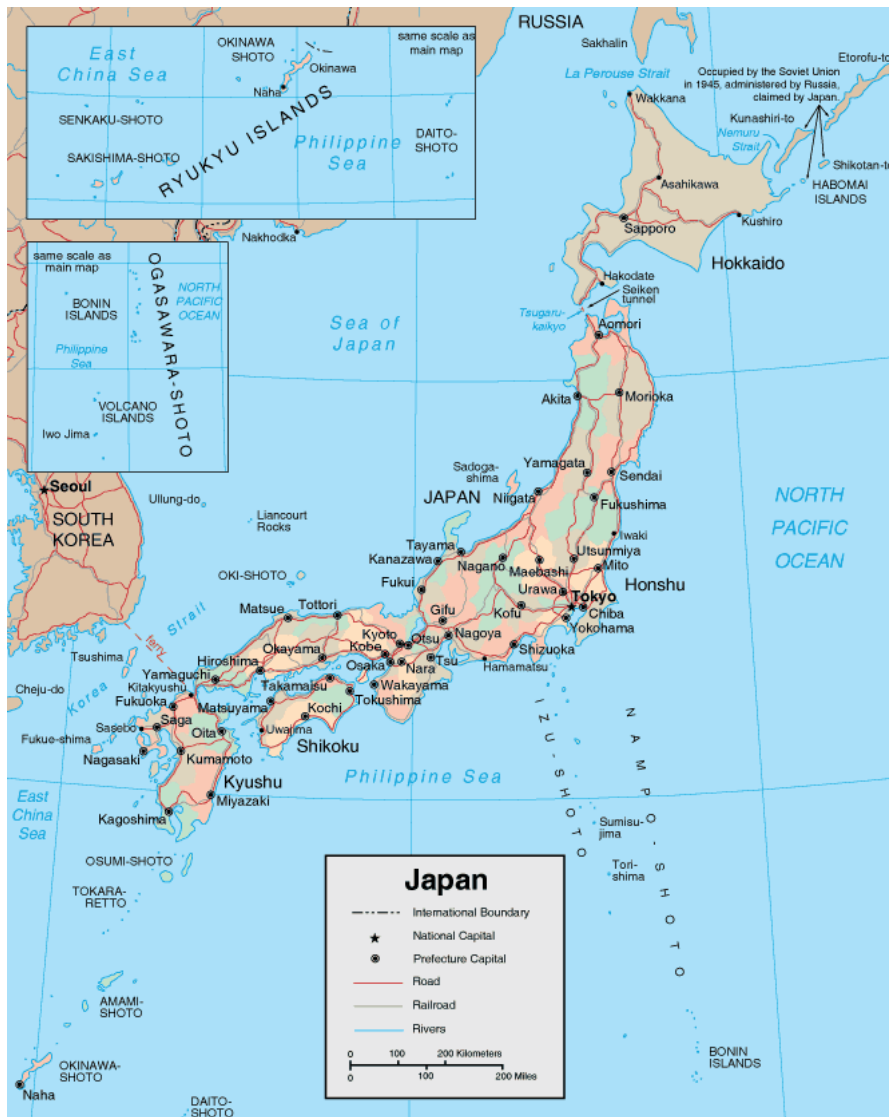 RUSSIA
Sakhalin
La Perouse Strait
Wakkana
Etorofu-to
Occupied by the Soviet Union
in 1945, administered by Russia,
claimed by Japan.
Kunashiri-to
Nemuru
Strait
Shikotan-to
HABOMAI
ISLANDS
Asahikawa
Sapporo
Kushiro
Hokkaido
Hakodate
Seiken
tunnel
Tsugaru-
kaikyo
same scale as
main map
East
China Sea
OKINAWA
SHOTO
Okinawa
Naha
SENKAKU-SHOTO
SAKISHIMA-SHOTO
RYUKYU ISLANDS
Philippine
Sea
DAITO-
SHOTO
Nakhodka
same scale as
main map
BONIN
ISLANDS
NORTH
PACIFIC
OCEAN
OGASAWARA-SHOTO
Philippine
Sea
VOLCANO
ISLANDS
Iwo Jima
Sea of
Japan
Aomori
Akita
Morioka
Seoul
SOUTH
KOREA
Ullung-do
Liancourt
Rocks
Sadoga-
shima
JAPAN
Yamagata
Sendai
Niigata
Fukushima
Iwaki
NORTH
PACIFIC
OCEAN
Tayama
Kanazawa
Nagano
Maebashi
Utsunmiya
Mito
Honshu
Fukui
Urawa
Tokyo
Chiba
Yokohama
Kofu
Gifu
Nagoya
Shizuoka
Hamamatsu
OKI-SHOTO
Matsue
Tottori
Kyoto
Otsu
Kobe
Osaka
Nara
Tsu
Okayama
Hiroshima
Wakayama
Korea Strait
ferry
Tsushima
Cheju-do
Yamaguchi
Kitakyushu
Fukuoka
Takamaisu
Tokushima
Matsuyama
Kochi
Uwajima
Shikoku
Saga
Sasebo
Oita
Fukue-shima
Nagasaki
Kumamoto
Kyushu
Miyazaki
Kagoshima
East
China
Sea
Philippine Sea
IZU-SHOTO
NAMPO-SHOTO
Sumisu-
jima
Tori-
shima
OSUMI-SHOTO
TOKARA-
RETTO
AMAMI-
SHOTO
OKINAWA-
SHOTO
Naha
DAITO-
SHOTO
BONIN
ISLANDS
Japan
International Boundary
National Capital
Prefecture Capital
Road
Railroad
Rivers
0 100 200 Kilometers
0 100 200 Miles